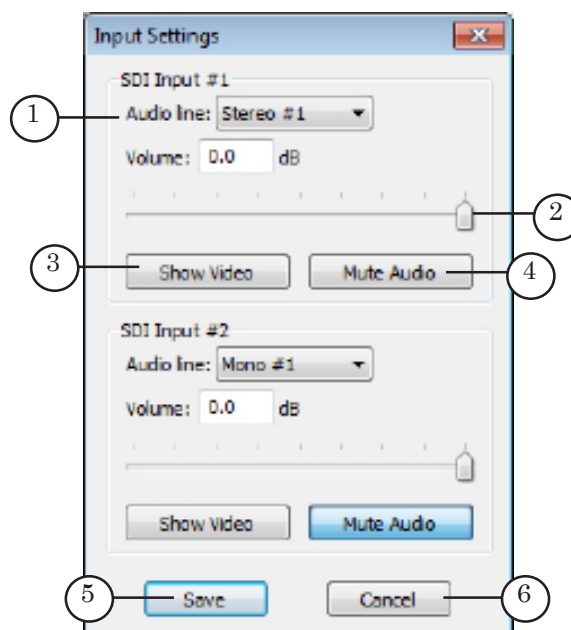 Input Settings
SDI Input #1
1 Audio line: Stereo #1
Volume: 0.0 dB
2
3 Show Video Mute Audio 4
SDI Input #2
Audio line: Mono #1
Volume: 0.0 dB
Show Video Mute Audio
5 Save Cancel 6